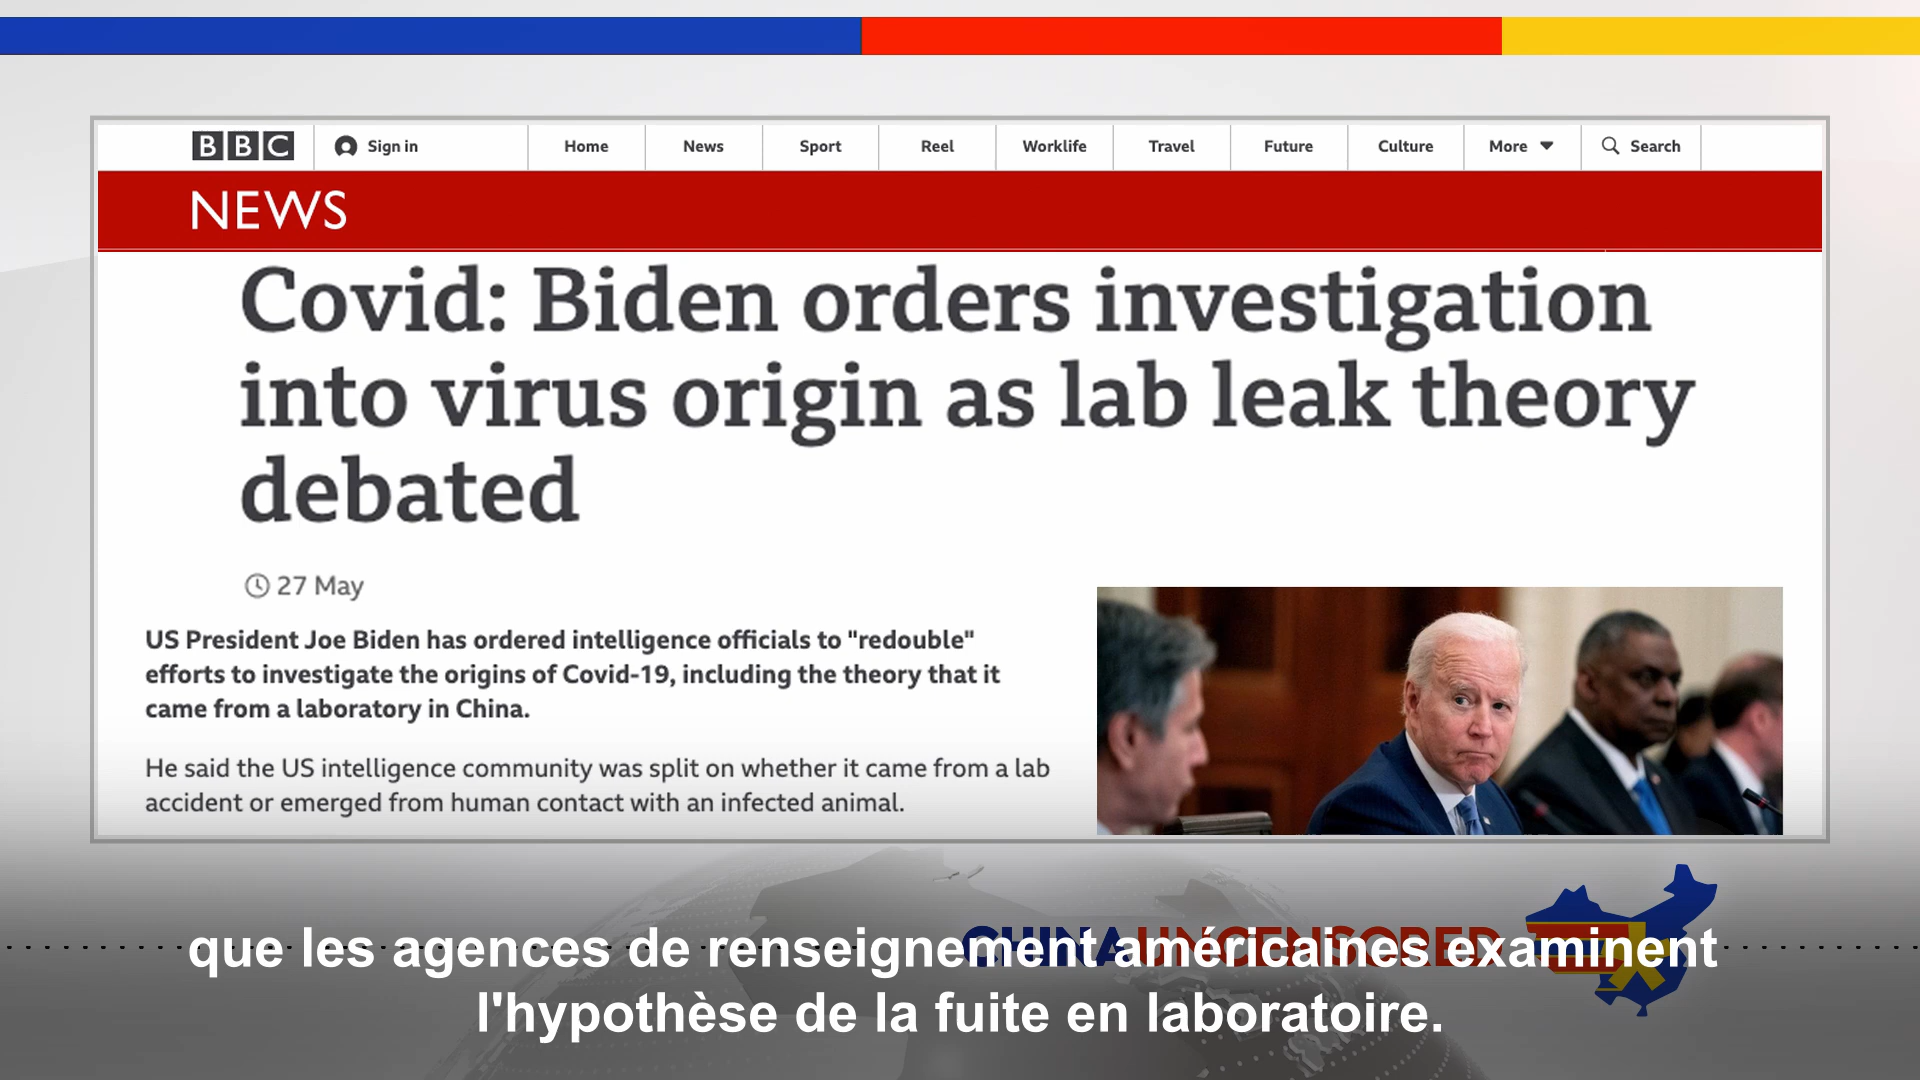 BBC
Sign in
Home
News
Sport
Reel
Worklife
Travel
Future
Culture
More
Search
NEWS
Covid: Biden orders investigation
into virus origin as lab leak theory
debated
27 May
US President Joe Biden has ordered intelligence officials to "redouble"
efforts to investigate the origins of Covid-19, including the theory that it
came from a laboratory in China.
He said the US intelligence community was split on whether it came from a lab
accident or emerged from human contact with an infected animal.
CHINA UNCENSORED
que les agences de renseignement américaines examinent
l'hypothèse de la fuite en laboratoire.